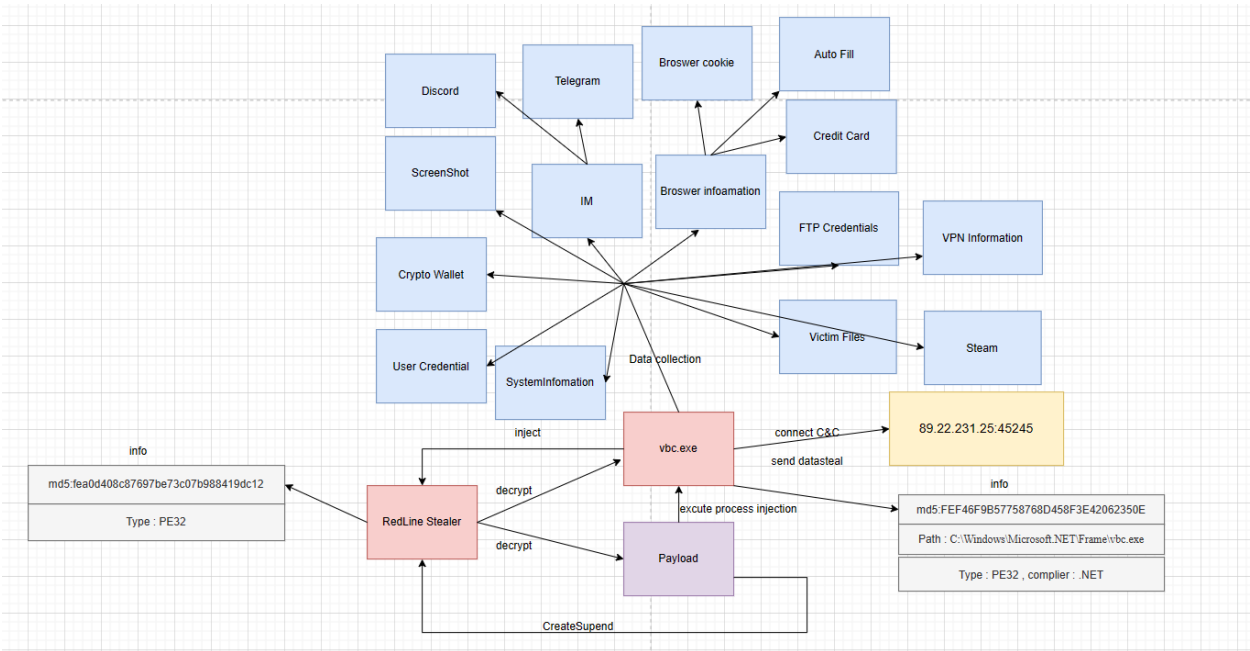 Broswer cookie
Auto Fill
Discord
Telegram
Credit Card
ScreenShot
IM
Broswer infoamation
FTP Credentials
VPN Information
Crypto Wallet
Victim Files
Steam
User Credential
SystemInfomation
Data collection
89.22.231.25:45245
inject
vbc.exe
connect C&C
send datasteal
info
md5:fea0d408c87697be73c07b988419dc12
Type : PE32
RedLine Stealer
decrypt
decrypt
excute process injection
Payload
CreateSupend
info
md5:FEF46F9B57758768D458F3E42062350E
Path : C:\Windows\Microsoft.NET\Frame\vbc.exe
Type : PE32 , complier : .NET